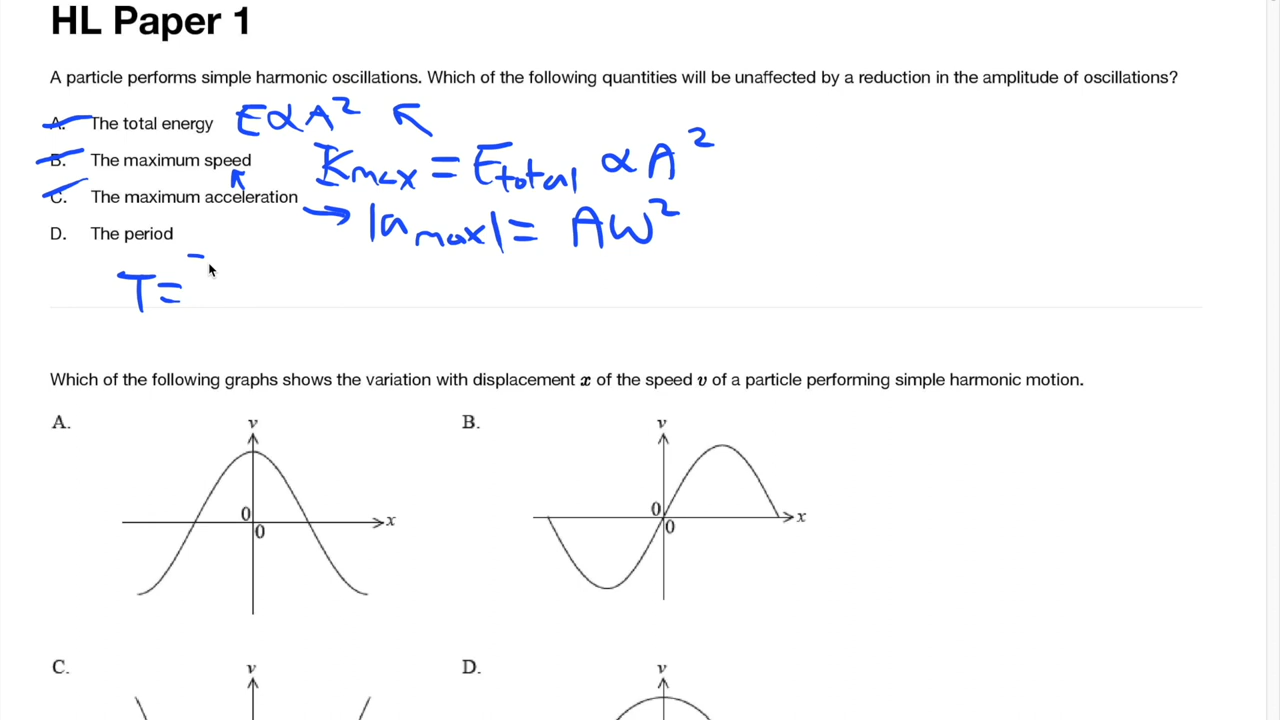 HL Paper 1
A particle performs simple harmonic oscillations. Which of the following quantities will be unaffected by a reduction in the amplitude of oscillations?
A. The total energy E∝A²
B. The maximum speed Kmax = Etotal ∝ A²
C. The maximum acceleration → |amax| = Aω²
D. The period
T=
Which of the following graphs shows the variation with displacement x of the speed v of a particle performing simple harmonic motion.
A. B.
v v
0 0
x x
0 0
C. D.
v v